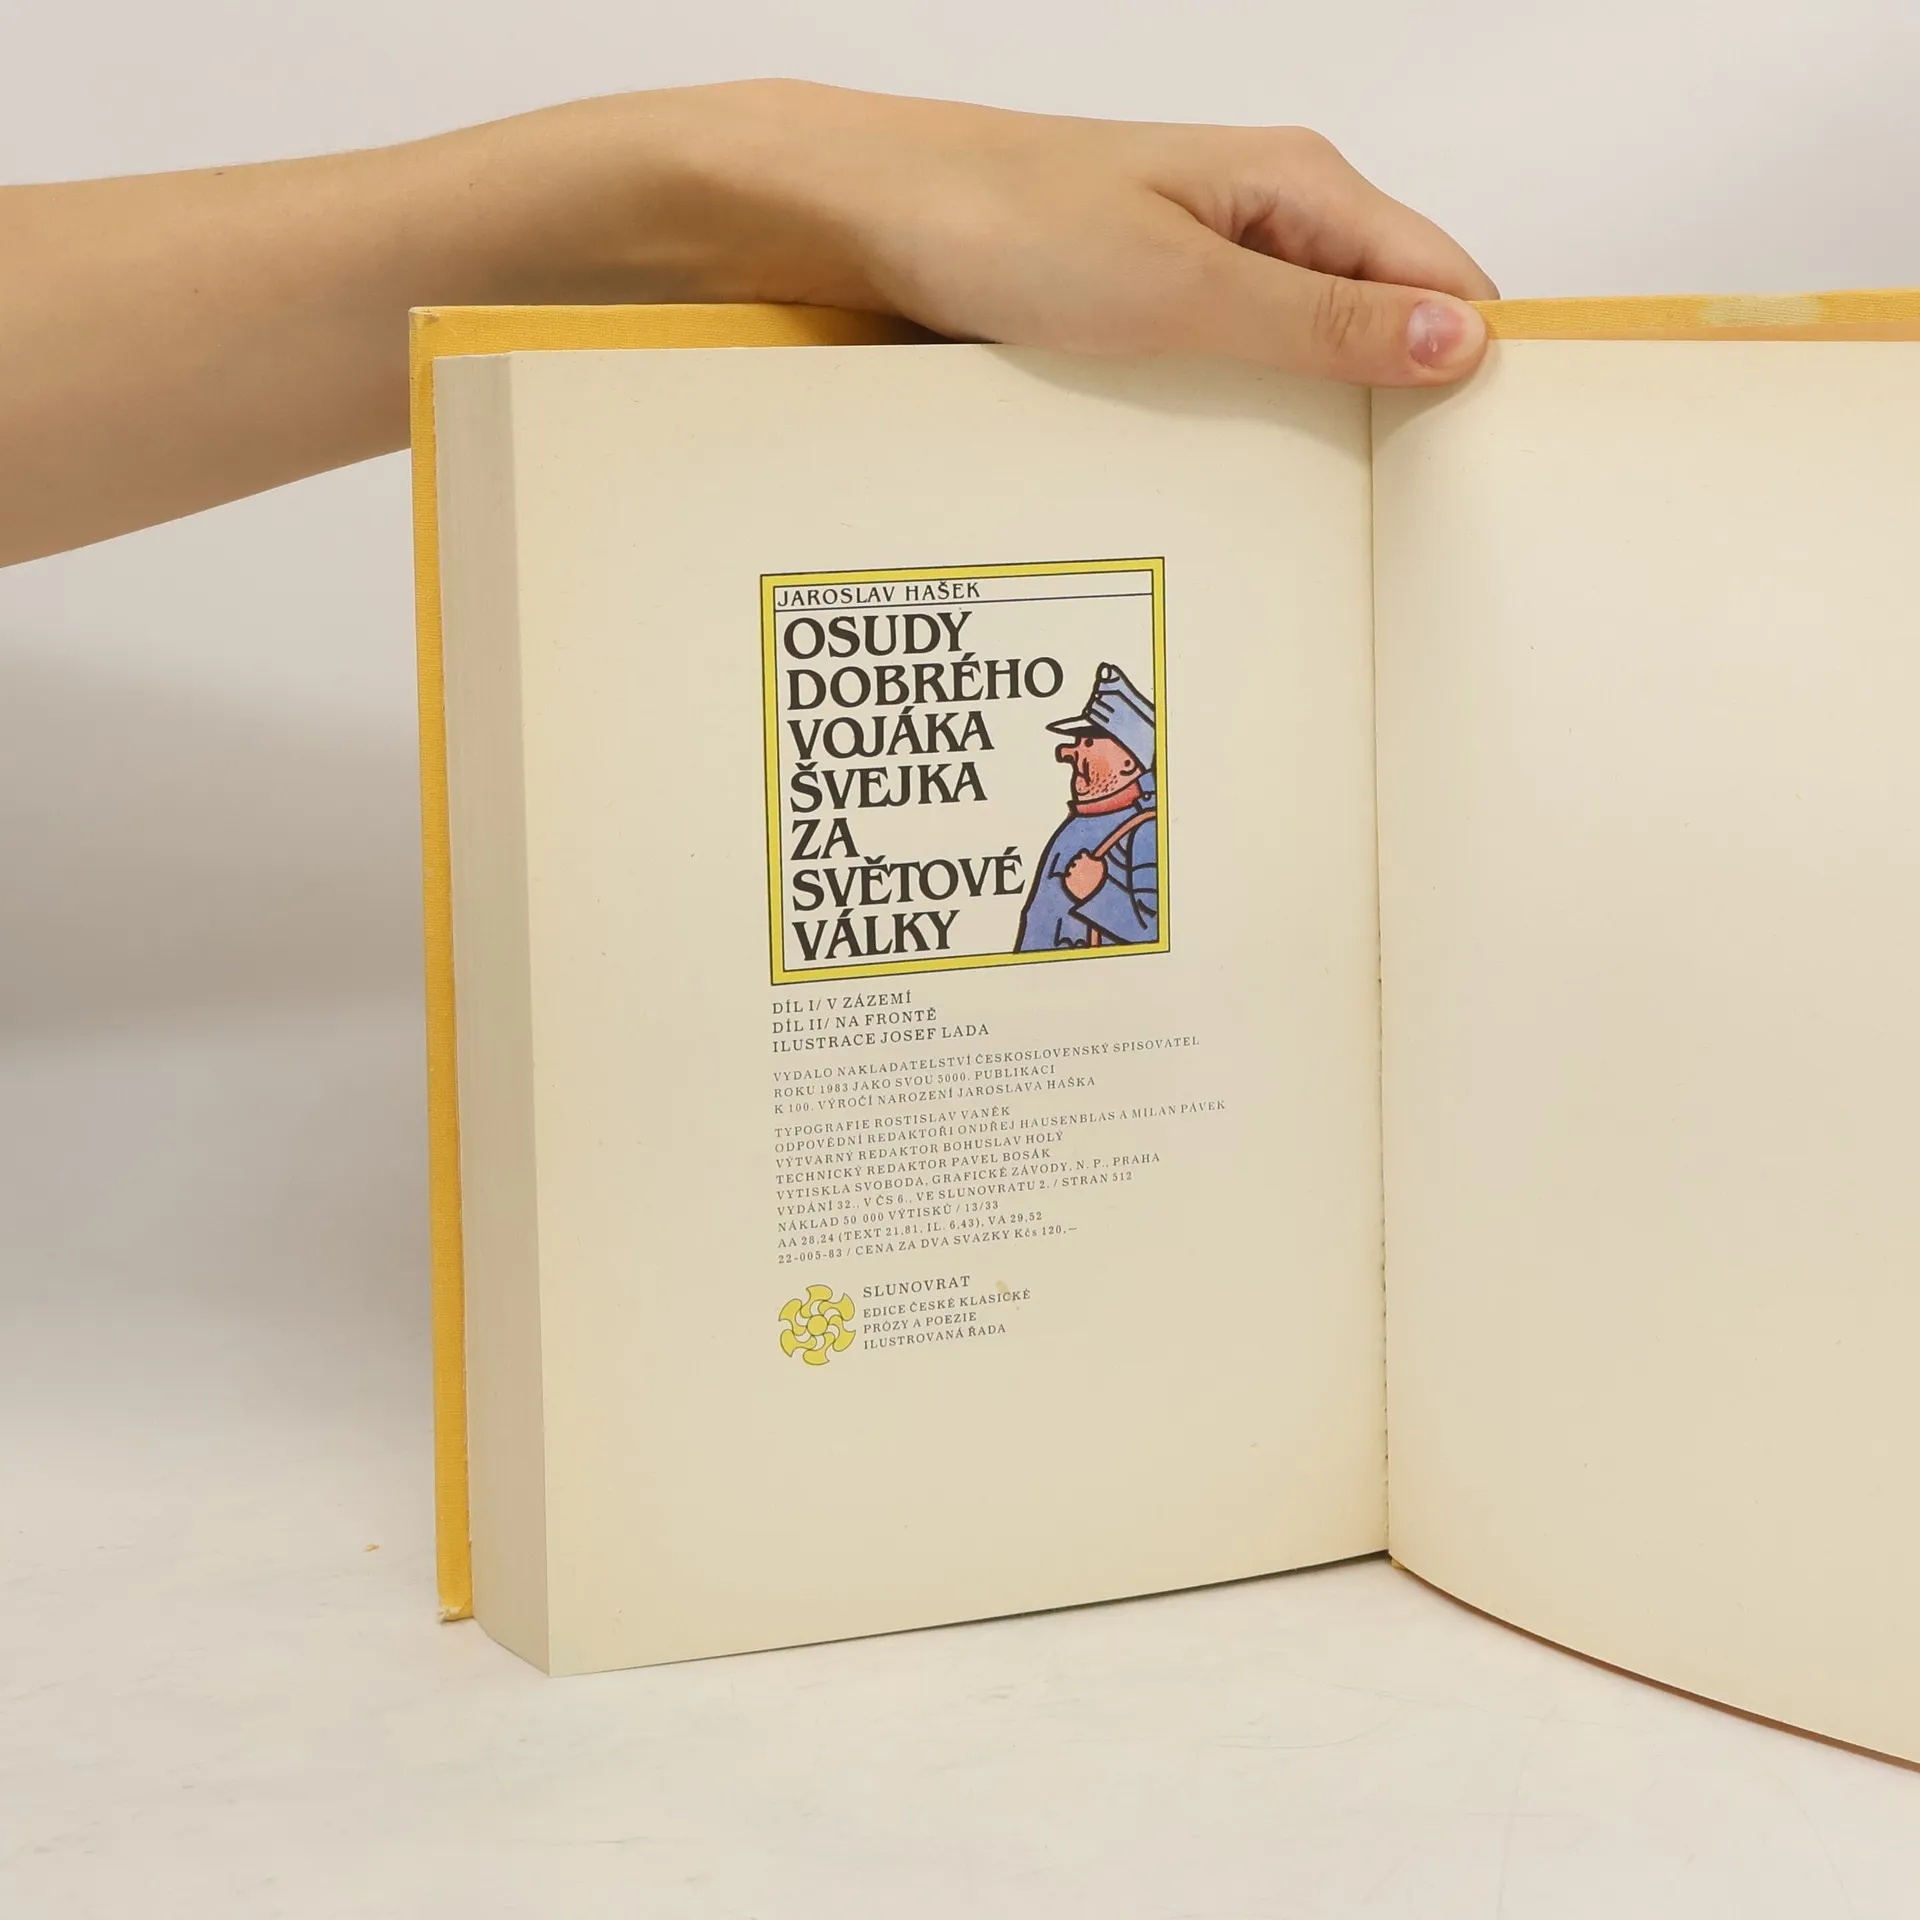 JAROSLAV HAŠEK
OSUDY
DOBRÉHO
VOJÁKA
ŠVEJKA
ZA
SVĚTOVÉ
VÁLKY
DÍL I/ V ZÁZEMÍ
DÍL II/ NA FRONTĚ
ILUSTRACE JOSEF LADA
VYDALO NAKLADATELSTVÍ ČESKOSLOVENSKÝ SPISOVATEL
ROKU 1983 JAKO SVOU 5000. PUBLIKACI
K 100. VÝROČÍ NAROZENÍ JAROSLAVA HAŠKA
TYPOGRAFIE ROSTISLAV VANĚK
ODPOVĚDNÍ REDAKTOŘI ONDŘEJ HAUSENBLAS A MILAN PÁVEK
VÝTVARNÝ REDAKTOR BOHUSLAV HOLÝ
TECHNICKÝ REDAKTOR PAVEL BOSÁK
VYTISKLA SVOBODA, GRAFICKÉ ZÁVODY, N. P., PRAHA
VYDÁNÍ 32., V ČS 6., VE SLUNOVRATU 2. / STRAN 512
NÁKLAD 50 000 VÝTISKŮ / 13/33
AA 28,24 (TEXT 21,81, IL. 6,43), VA 29,52
22-005-83 / CENA ZA DVA SVAZKY Kčs 120,—
SLUNOVRAT
EDICE ČESKÉ KLASICKÉ
PRÓZY A POEZIE
ILUSTROVANÁ ŘADA